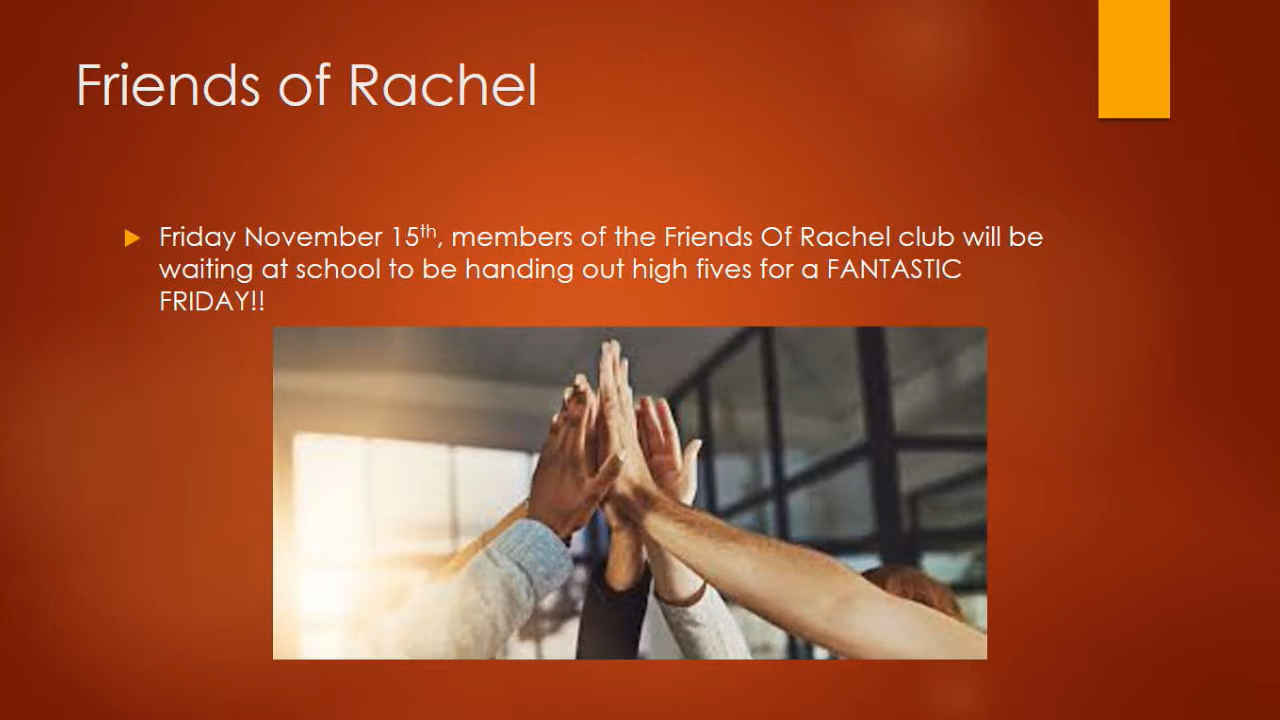 Friends of Rachel
Friday November 15th, members of the Friends Of Rachel club will be
waiting at school to be handing out high fives for a FANTASTIC
FRIDAY!!